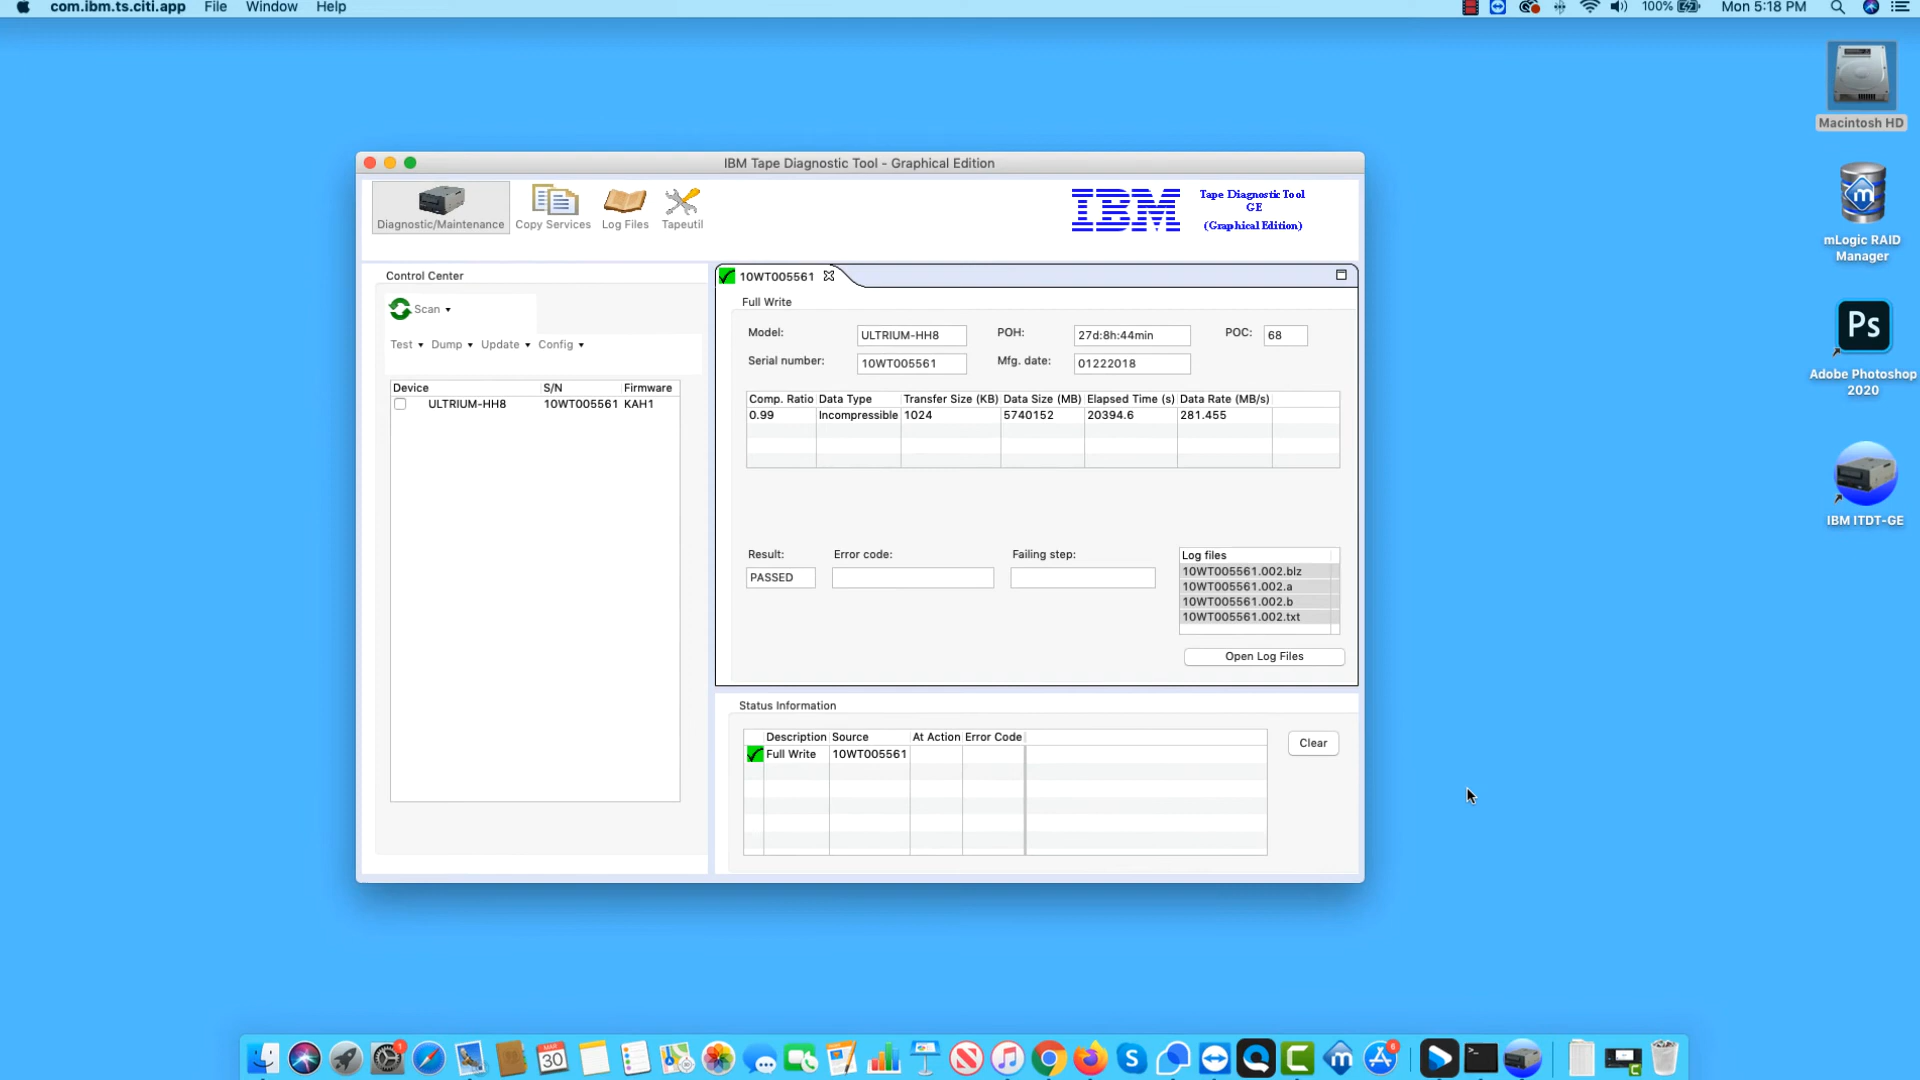 com.ibm.ts.citi.app File Window Help 100% Mon 5:18 PM
Macintosh HD
mLogic RAID
Manager
Ps
Adobe Photoshop
2020
IBM ITDT-GE
IBM Tape Diagnostic Tool - Graphical Edition
Diagnostic/Maintenance Copy Services Log Files Tapeutil
IBM
Tape Diagnostic Tool
GE
(Graphical Edition)
Control Center
Scan
Test Dump Update Config
Device S/N Firmware
ULTRIUM-HH8 10WT005561 KAH1
10WT005561
Full Write
Model: ULTRIUM-HH8 POH: 27d:8h:44min POC: 68
Serial number: 10WT005561 Mfg. date: 01222018
Comp. Ratio Data Type Transfer Size (KB) Data Size (MB) Elapsed Time (s) Data Rate (MB/s)
0.99 Incompressible 1024 5740152 20394.6 281.455
Result: Error code: Failing step:
PASSED
Log files
10WT005561.002.blz
10WT005561.002.a
10WT005561.002.b
10WT005561.002.txt
Open Log Files
Status Information
Description Source At Action Error Code
Full Write 10WT005561
Clear
1
MAR
30
6